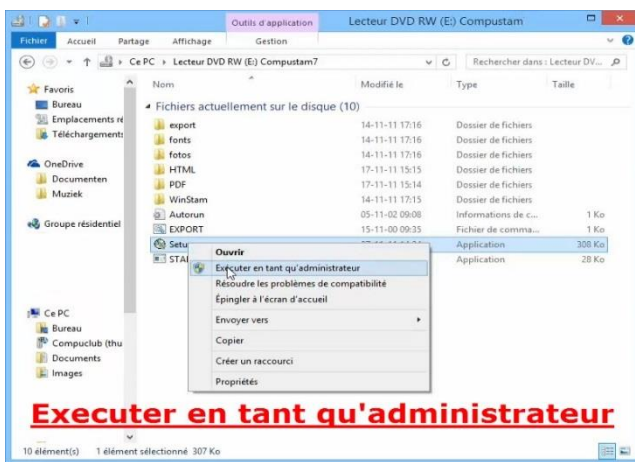 Outils d'application
Lecteur DVD RW (E:) Compustam
Fichier Accueil Partage Affichage Gestion
Ce PC Lecteur DVD RW (E:) Compustam7
Rechercher dans : Lecteur DV...
Nom Modifié le Type Taille
Favoris
Bureau
Emplacements ré
Téléchargements
OneDrive
Documenten
Muziek
Groupe résidentiel
Ce PC
Bureau
Compuclub (thu
Documents
Images
Fichiers actuellement sur le disque (10)
export 14-11-11 17:16 Dossier de fichiers
fonts 14-11-11 17:16 Dossier de fichiers
fotos 14-11-11 17:16 Dossier de fichiers
HTML 17-11-11 15:15 Dossier de fichiers
PDF 17-11-11 15:14 Dossier de fichiers
WinStam 14-11-11 17:15 Dossier de fichiers
Autorun 05-11-02 09:08 Informations de c... 1 Ko
EXPORT 15-11-00 09:35 Fichier de comma... 1 Ko
Setu Application 308 Ko
STAI Application 28 Ko
Ouvrir
Exécuter en tant qu'administrateur
Résoudre les problèmes de compatibilité
Épingler à l'écran d'accueil
Envoyer vers
Copier
Créer un raccourci
Propriétés
Executer en tant qu'administrateur
10 élément(s) 1 élément sélectionné 307 Ko